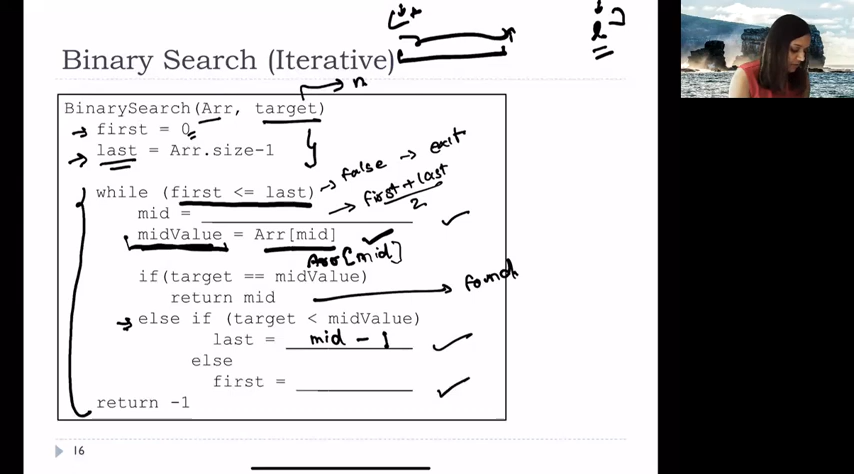 Binary Search (Iterative)
n
BinarySearch(Arr, target)
first = 0
last = Arr.size-1
false → exit
while (first <= last)
first+last
2
mid = _______________
midValue = Arr[mid]
Arr[mid]
if(target == midValue)
return mid
found
else if (target < midValue)
last = mid - 1
else
first = _________
return -1
16